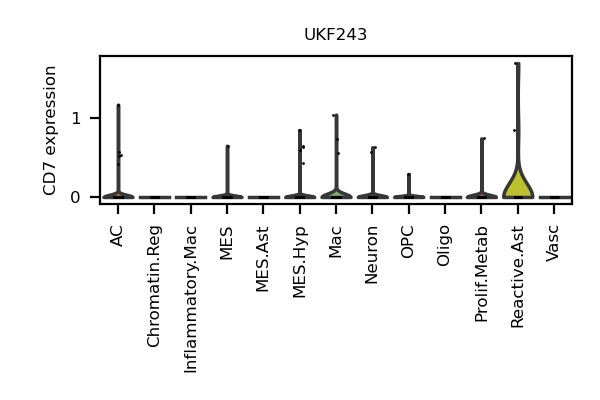 UKF243
CD7 expression
1
0
AC
Chromatin.Reg
Inflammatory.Mac
MES
MES.Ast
MES.Hyp
Mac
Neuron
OPC
Oligo
Prolif.Metab
Reactive.Ast
Vasc